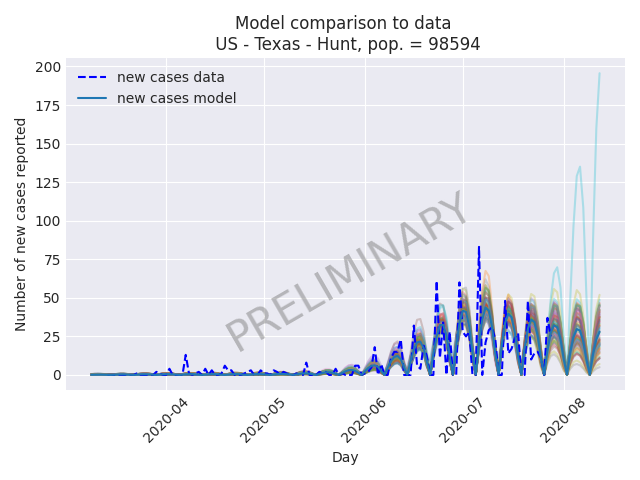 Model comparison to data
US - Texas - Hunt, pop. = 98594
200
175
150
125
100
75
50
25
0
Number of new cases reported
new cases data
new cases model
PRELIMINARY
2020-04
2020-05
2020-06
2020-07
2020-08
Day